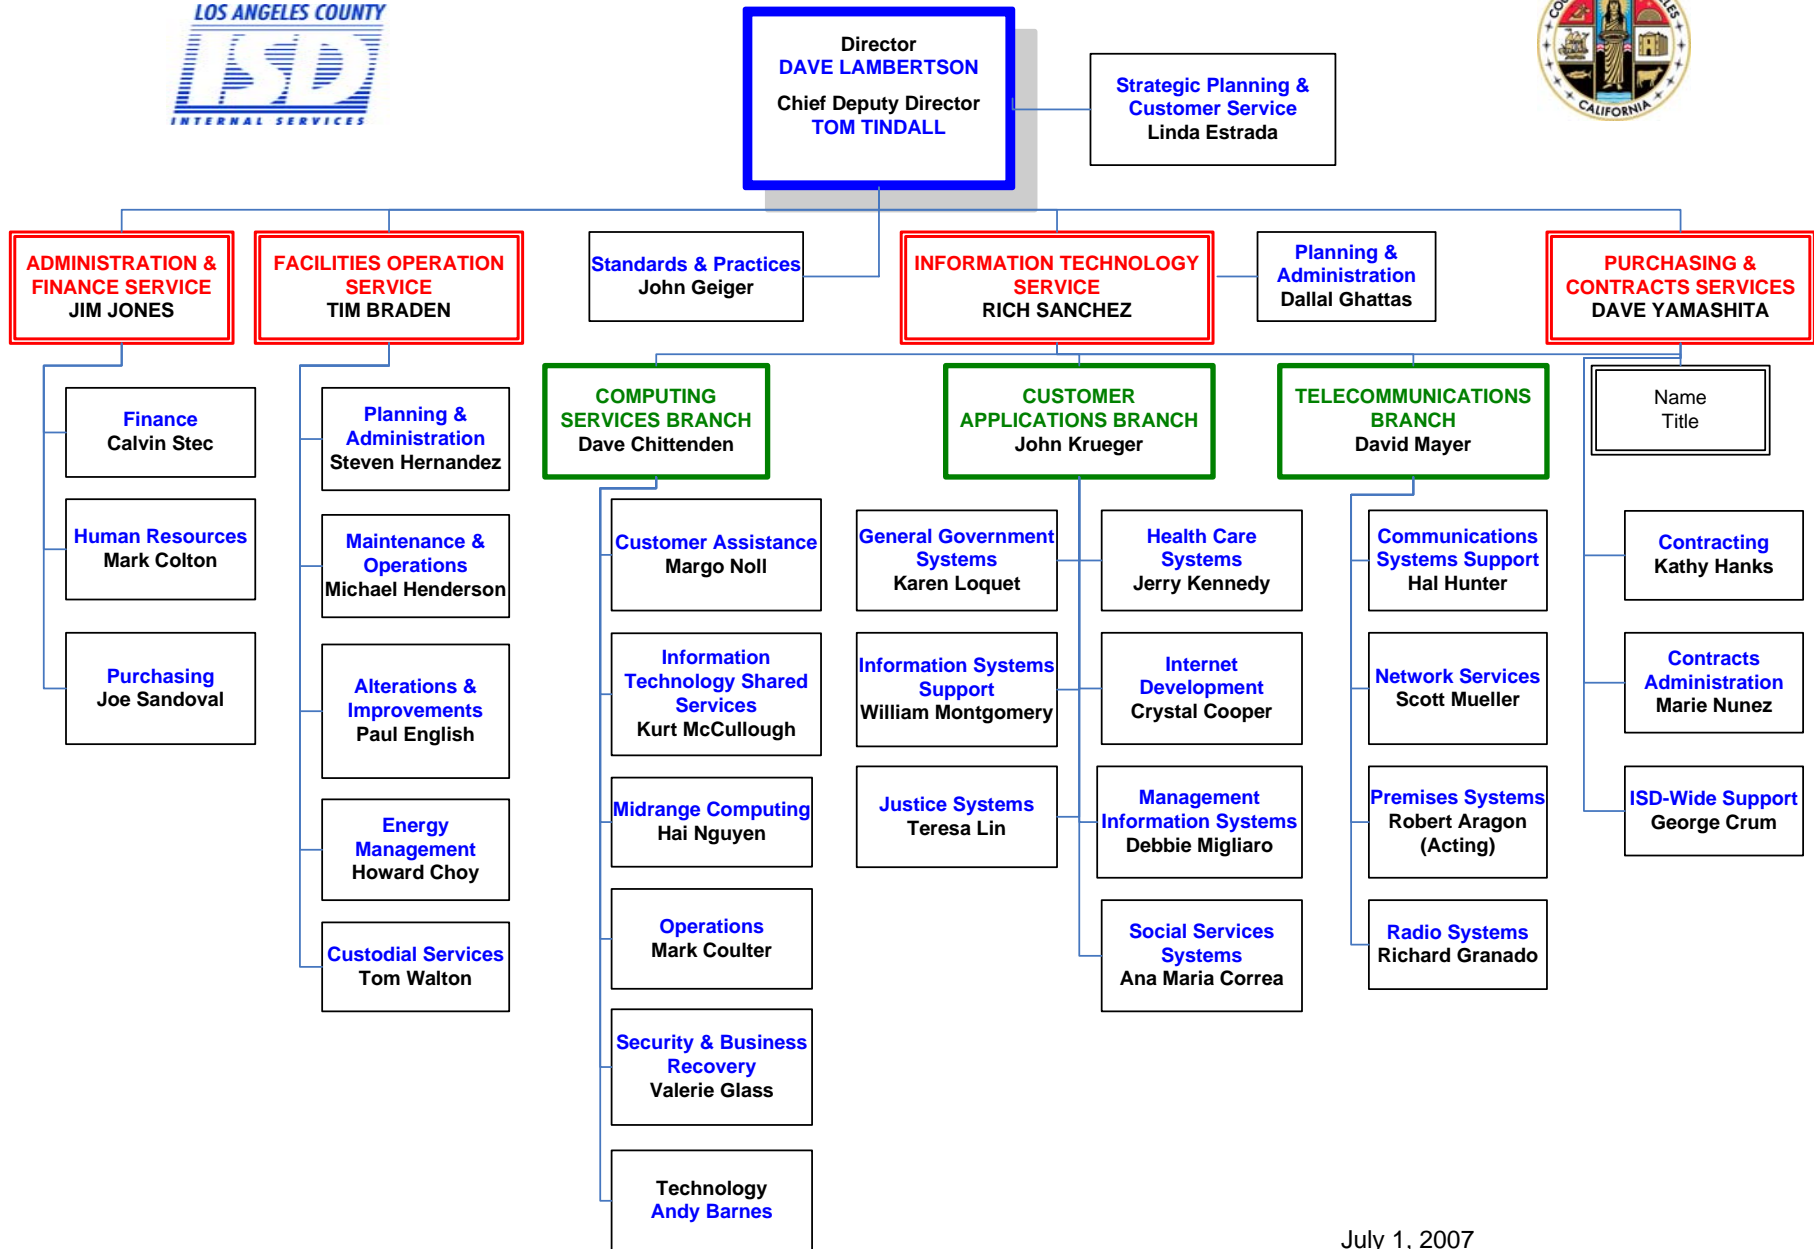 LOS ANGELES COUNTY
ISD
INTERNAL SERVICES
Director
DAVE LAMBERTSON
Chief Deputy Director
TOM TINDALL
Strategic Planning &
Customer Service
Linda Estrada
CALIFORNIA
ADMINISTRATION &
FINANCE SERVICE
JIM JONES
FACILITIES OPERATION
SERVICE
TIM BRADEN
Standards & Practices
John Geiger
INFORMATION TECHNOLOGY
SERVICE
RICH SANCHEZ
Planning &
Administration
Dallal Ghattas
PURCHASING &
CONTRACTS SERVICES
DAVE YAMASHITA
Finance
Calvin Stec
Human Resources
Mark Colton
Purchasing
Joe Sandoval
Planning &
Administration
Steven Hernandez
Maintenance &
Operations
Michael Henderson
Alterations &
Improvements
Paul English
Energy
Management
Howard Choy
Custodial Services
Tom Walton
COMPUTING
SERVICES BRANCH
Dave Chittenden
Customer Assistance
Margo Noll
Information
Technology Shared
Services
Kurt McCullough
Midrange Computing
Hai Nguyen
Operations
Mark Coulter
Security & Business
Recovery
Valerie Glass
Technology
Andy Barnes
CUSTOMER
APPLICATIONS BRANCH
John Krueger
General Government
Systems
Karen Loquet
Information Systems
Support
William Montgomery
Justice Systems
Teresa Lin
Health Care
Systems
Jerry Kennedy
Internet
Development
Crystal Cooper
Management
Information Systems
Debbie Migliaro
Social Services
Systems
Ana Maria Correa
TELECOMMUNICATIONS
BRANCH
David Mayer
Communications
Systems Support
Hal Hunter
Network Services
Scott Mueller
Premises Systems
Robert Aragon
(Acting)
Radio Systems
Richard Granado
Name
Title
Contracting
Kathy Hanks
Contracts
Administration
Marie Nunez
ISD-Wide Support
George Crum
July 1, 2007